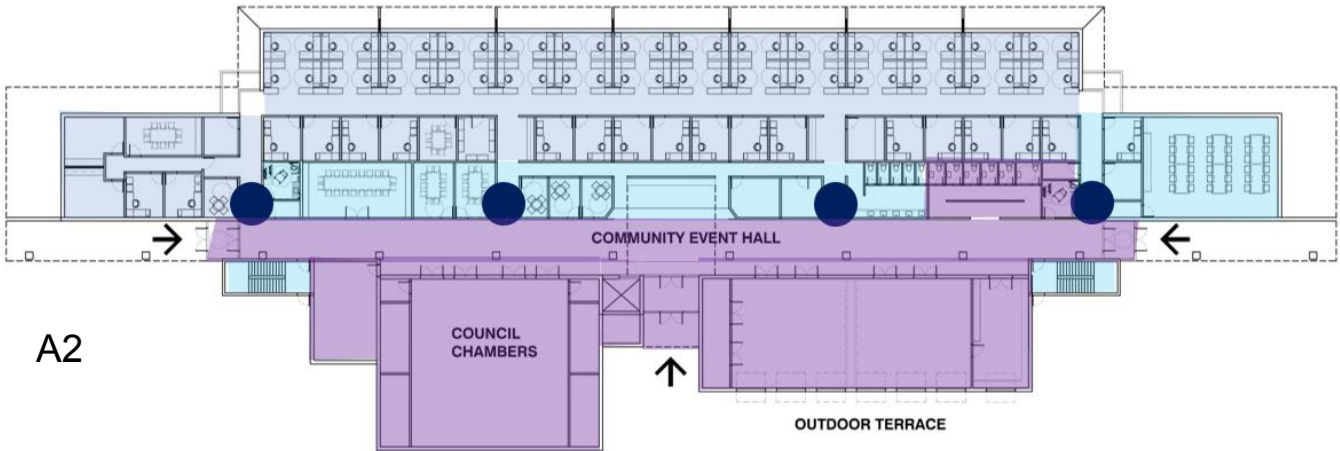 COMMUNITY EVENT HALL
COUNCIL
CHAMBERS
A2
OUTDOOR TERRACE